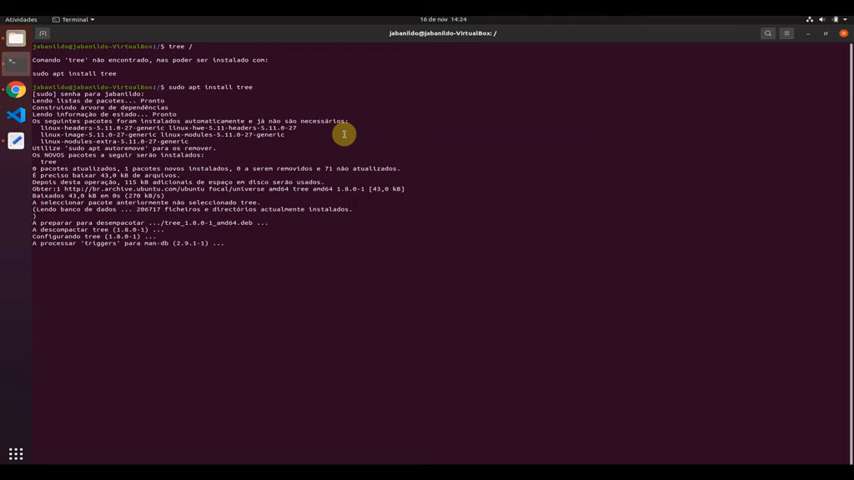 Atividades
Terminal
16 de nov 14:24
jabanildo@jabanildo-VirtualBox: /
jabanildo@jabanildo-VirtualBox:/$ tree /
Comando 'tree' não encontrado, mas poder ser instalado com:
sudo apt install tree
jabanildo@jabanildo-VirtualBox:/$ sudo apt install tree
[sudo] senha para jabanildo:
Lendo listas de pacotes... Pronto
Construindo árvore de dependências
Lendo informação de estado... Pronto
Os seguintes pacotes foram instalados automaticamente e já não são necessários:
linux-headers-5.11.0-27-generic linux-hwe-5.11-headers-5.11.0-27
linux-image-5.11.0-27-generic linux-modules-5.11.0-27-generic
linux-modules-extra-5.11.0-27-generic
Utilize 'sudo apt autoremove' para os remover.
Os NOVOS pacotes a seguir serão instalados:
tree
0 pacotes atualizados, 1 pacotes novos instalados, 0 a serem removidos e 71 não atualizados.
É preciso baixar 43,0 kB de arquivos.
Depois desta operação, 115 kB adicionais de espaço em disco serão usados.
Obter:1 http://br.archive.ubuntu.com/ubuntu focal/universe amd64 tree amd64 1.8.0-1 [43,0 kB]
Baixados 43,0 kB em 0s (270 kB/s)
A seleccionar pacote anteriormente não seleccionado tree.
(Lendo banco de dados ... 206717 ficheiros e directórios actualmente instalados.
)
A preparar para desempacotar .../tree_1.8.0-1_amd64.deb ...
A descompactar tree (1.8.0-1) ...
Configurando tree (1.8.0-1) ...
A processar 'triggers' para man-db (2.9.1-1) ...